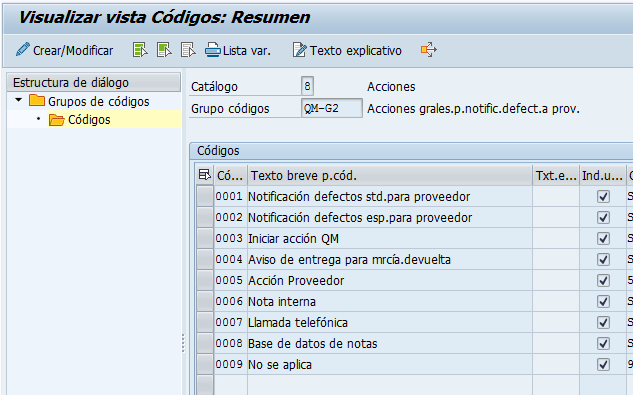 Visualizar vista Códigos: Resumen
Crear/Modificar Lista var. Texto explicativo
Estructura de diálogo
Grupos de códigos
Códigos
Catálogo 8 Acciones
Grupo códigos QM-G2 Acciones grales.p.notific.defect.a prov.
Códigos
Có... Texto breve p.cód. Txt.e... Ind.u...
0001 Notificación defectos std.para proveedor S
0002 Notificación defectos esp.para proveedor S
0003 Iniciar acción QM S
0004 Aviso de entrega para mrcía.devuelta S
0005 Acción Proveedor 5
0006 Nota interna S
0007 Llamada telefónica S
0008 Base de datos de notas S
0009 No se aplica 9